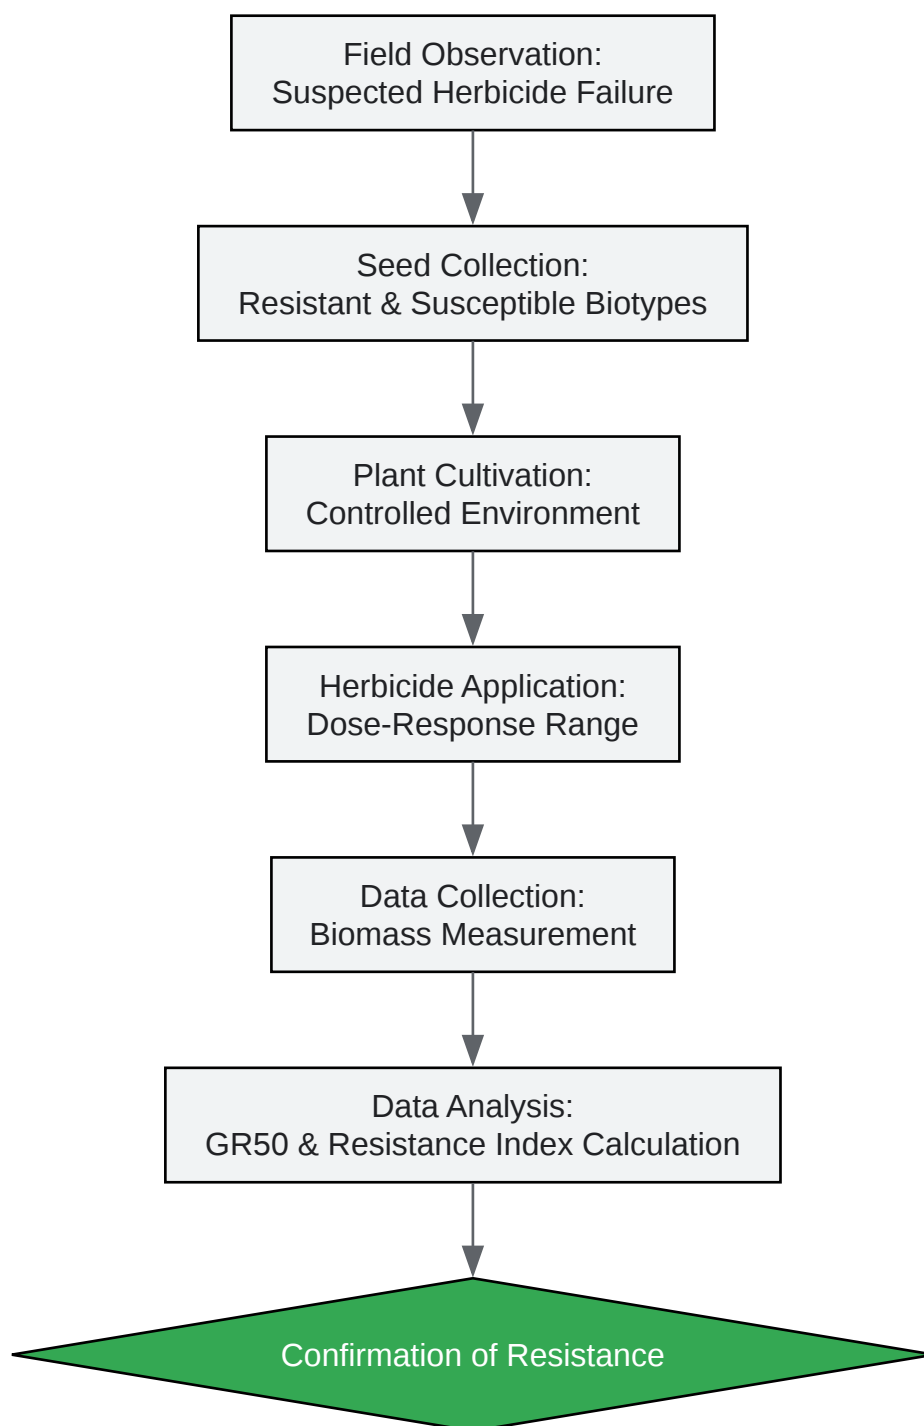 Field Observation:
Suspected Herbicide Failure
Seed Collection:
Resistant & Susceptible Biotypes
Plant Cultivation:
Controlled Environment
Herbicide Application:
Dose-Response Range
Data Collection:
Biomass Measurement
Data Analysis:
GR50 & Resistance Index Calculation
Confirmation of Resistance